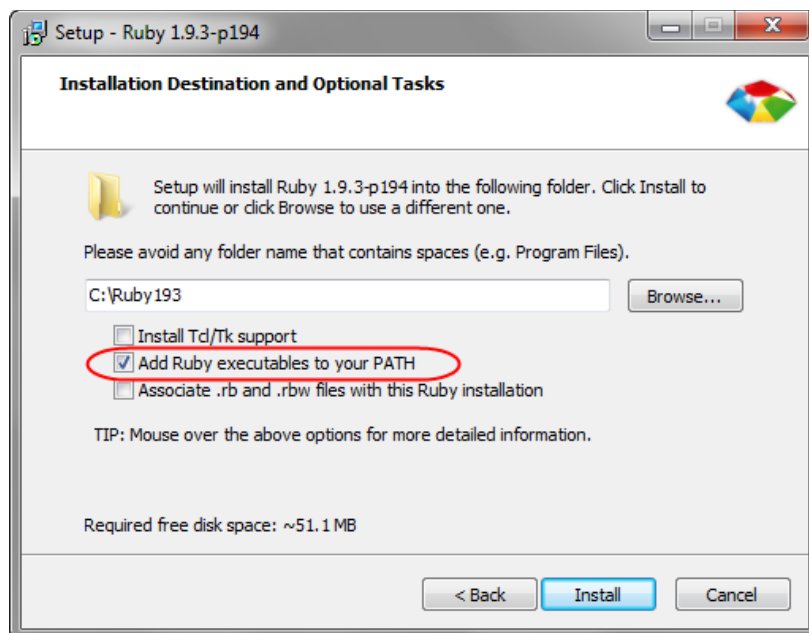 Setup - Ruby 1.9.3-p194
Installation Destination and Optional Tasks
Setup will install Ruby 1.9.3-p194 into the following folder. Click Install to
continue or click Browse to use a different one.
Please avoid any folder name that contains spaces (e.g. Program Files).
C:\Ruby193
Browse...
Install Tcl/Tk support
Add Ruby executables to your PATH
Associate .rb and .rbw files with this Ruby installation
TIP: Mouse over the above options for more detailed information.
Required free disk space: ~51.1 MB
< Back Install Cancel